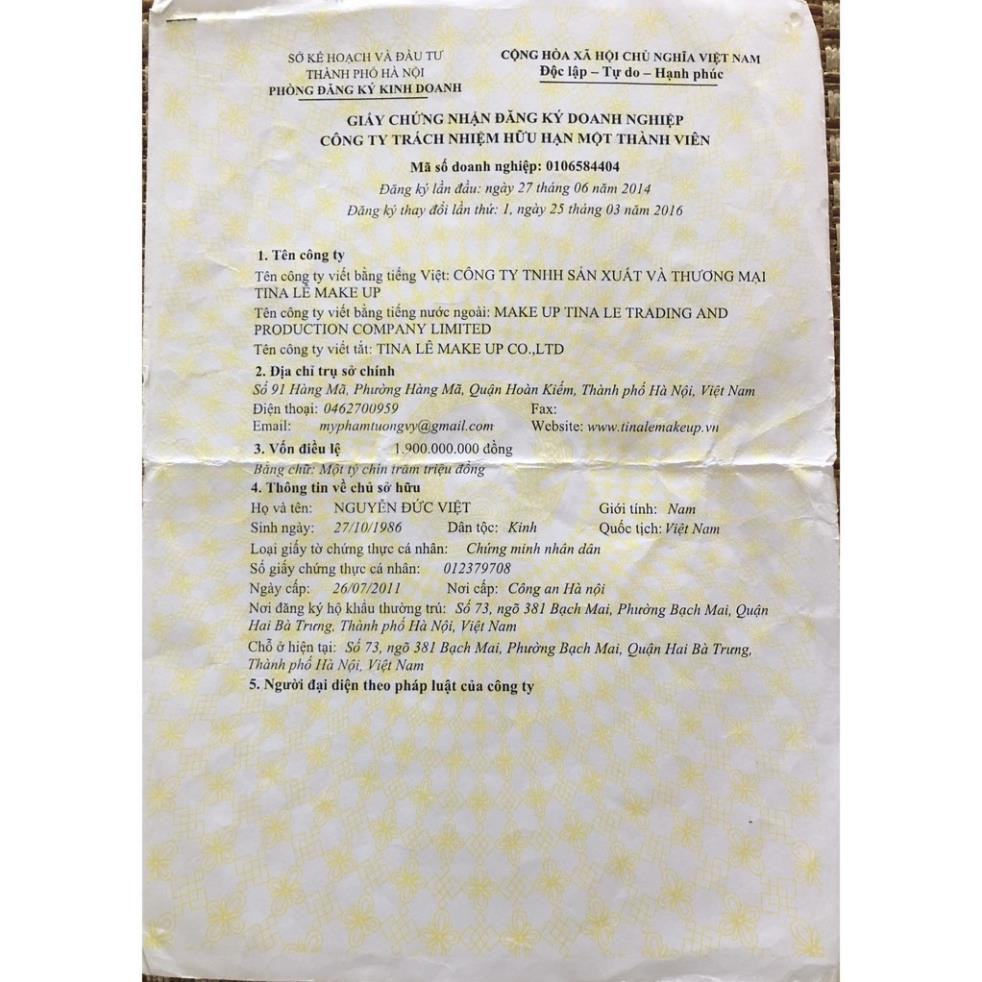 SỞ KẾ HOẠCH VÀ ĐẦU TƯ
THÀNH PHỐ HÀ NỘI
PHÒNG ĐĂNG KÝ KINH DOANH
CỘNG HÒA XÃ HỘI CHỦ NGHĨA VIỆT NAM
Độc lập – Tự do – Hạnh phúc
GIẤY CHỨNG NHẬN ĐĂNG KÝ DOANH NGHIỆP
CÔNG TY TRÁCH NHIỆM HỮU HẠN MỘT THÀNH VIÊN
Mã số doanh nghiệp: 0106584404
Đăng ký lần đầu: ngày 27 tháng 06 năm 2014
Đăng ký thay đổi lần thứ: 1, ngày 25 tháng 03 năm 2016
1. Tên công ty
Tên công ty viết bằng tiếng Việt: CÔNG TY TNHH SẢN XUẤT VÀ THƯƠNG MẠI
TINA LÊ MAKE UP
Tên công ty viết bằng tiếng nước ngoài: MAKE UP TINA LE TRADING AND
PRODUCTION COMPANY LIMITED
Tên công ty viết tắt: TINA LÊ MAKE UP CO.,LTD
2. Địa chỉ trụ sở chính
Số 91 Hàng Mã, Phường Hàng Mã, Quận Hoàn Kiếm, Thành phố Hà Nội, Việt Nam
Điện thoại: 0462700959 Fax:
Email: myphamtuongvy@gmail.com Website: www.tinalemakeup.vn
3. Vốn điều lệ 1.900.000.000 đồng
Bằng chữ: Một tỷ chín trăm triệu đồng
4. Thông tin về chủ sở hữu
Họ và tên: NGUYỄN ĐỨC VIỆT Giới tính: Nam
Sinh ngày: 27/10/1986 Dân tộc: Kinh Quốc tịch: Việt Nam
Loại giấy tờ chứng thực cá nhân: Chứng minh nhân dân
Số giấy chứng thực cá nhân: 012379708
Ngày cấp: 26/07/2011 Nơi cấp: Công an Hà nội
Nơi đăng ký hộ khẩu thường trú: Số 73, ngõ 381 Bạch Mai, Phường Bạch Mai, Quận
Hai Bà Trưng, Thành phố Hà Nội, Việt Nam
Chỗ ở hiện tại: Số 73, ngõ 381 Bạch Mai, Phường Bạch Mai, Quận Hai Bà Trưng,
Thành phố Hà Nội, Việt Nam
5. Người đại diện theo pháp luật của công ty